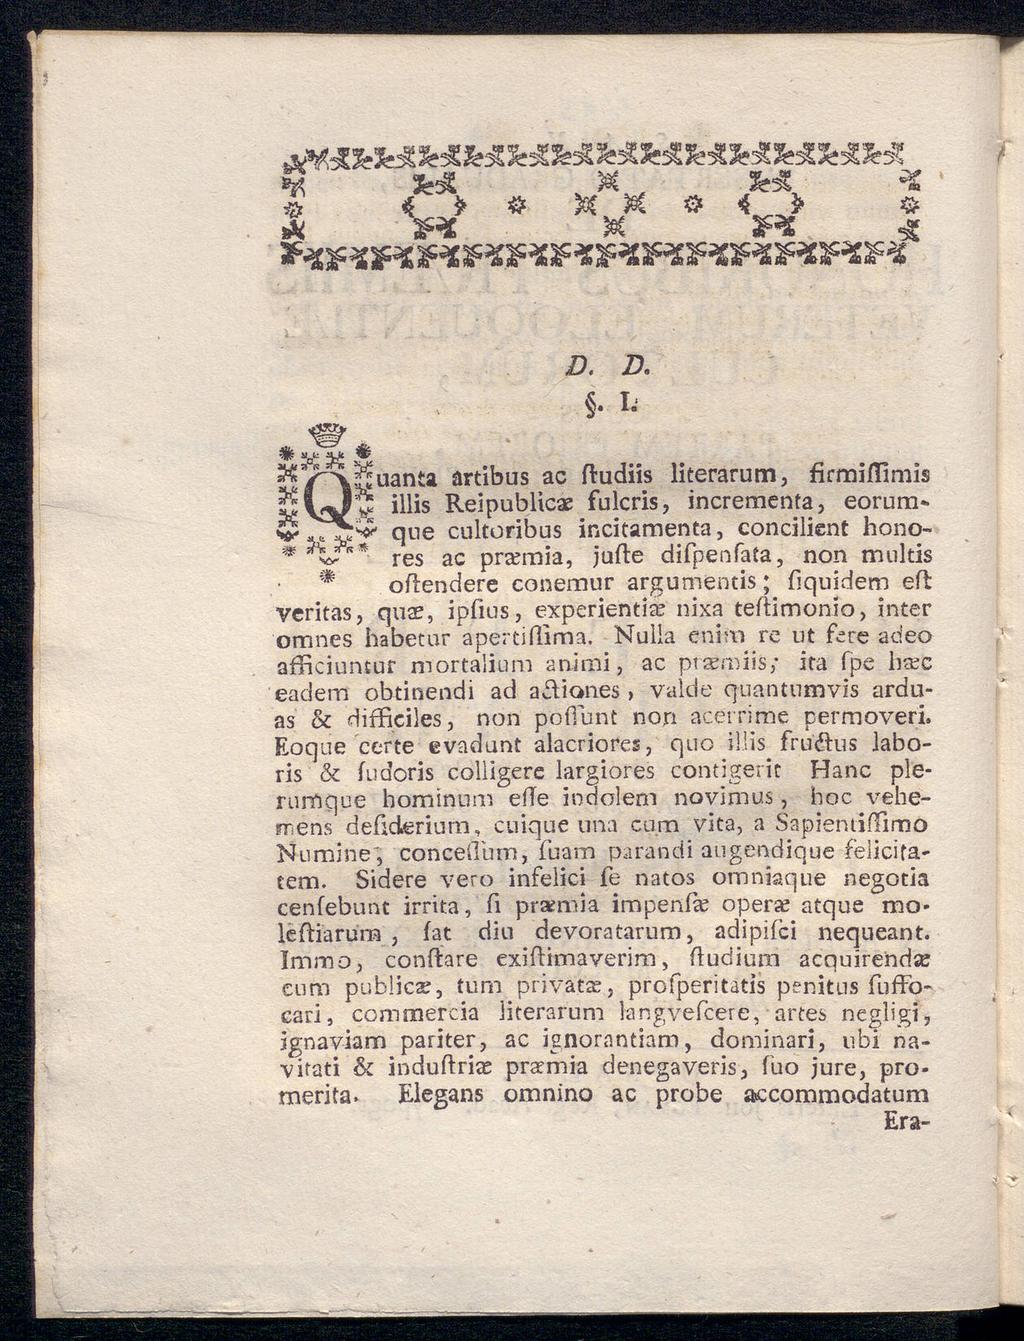 D. D.
§. I.
Quanta artibus ac ſtudiis literarum, firmiſſimis
illis Reipublicæ fulcris, incrementa, eorum-
que cultoribus incitamenta, concilient hono-
res ac præmia, juſte diſpenſata, non multis
oſtendere conemur argumentis; ſiquidem eſt
veritas, quæ, ipſius, experientiæ nixa teſtimonio, inter
omnes habetur apertiſſima. Nulla enim re ut fere adeo
afficiuntur mortalium animi, ac præmiis; ita ſpe hæc
eadem obtinendi ad actiones, valde quantumvis ardu-
as & difficiles, non poſſunt non acerrime permoveri.
Eoque certe evadunt alacriores, quo illis fructus labo-
ris & ſudoris colligere largiores contigerit Hanc ple-
rumque hominum eſſe indolem novimus, hoc vehe-
mens deſiderium, cuique una cum vita, a Sapientiſſimo
Numine, conceſſum, ſuam parandi augendique felicita-
tem. Sidere vero infelici ſe natos omniaque negotia
cenſebunt irrita, ſi præmia impenſæ operæ atque mo-
leſtiarum, ſat diu devoratarum, adipiſci nequeant.
Immo, conſtare exiſtimaverim, ſtudium acquirendæ
cum publicæ, tum privatæ, proſperitatis penitus ſuffo-
cari, commercia literarum langveſcere, artes negligi,
ignaviam pariter, ac ignorantiam, dominari, ubi na-
vitati & induſtriæ præmia denegaveris, ſuo jure, pro-
merita. Elegans omnino ac probe accommodatum
Era-